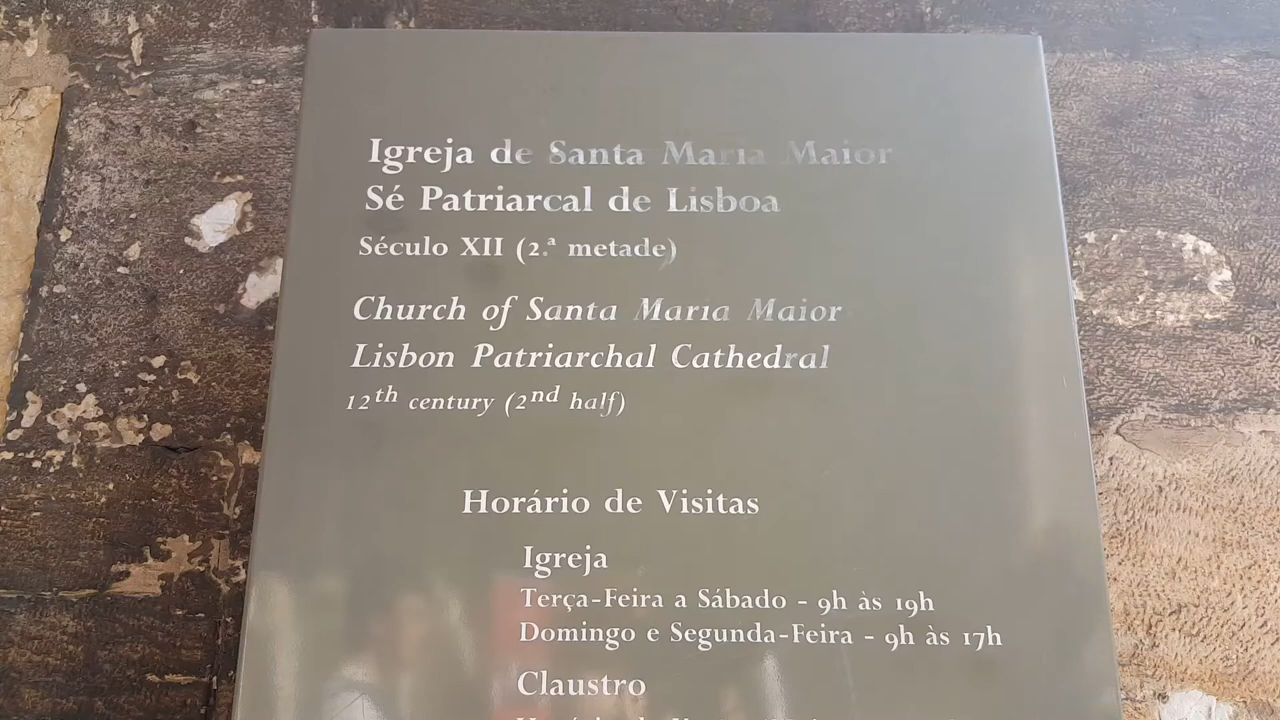 Igreja de Santa Maria Maior
Sé Patriarcal de Lisboa
Século XII (2.ª metade)
Church of Santa Maria Maior
Lisbon Patriarchal Cathedral
12th century (2nd half)
Horário de Visitas
Igreja
Terça-Feira a Sábado - 9h às 19h
Domingo e Segunda-Feira - 9h às 17h
Claustro